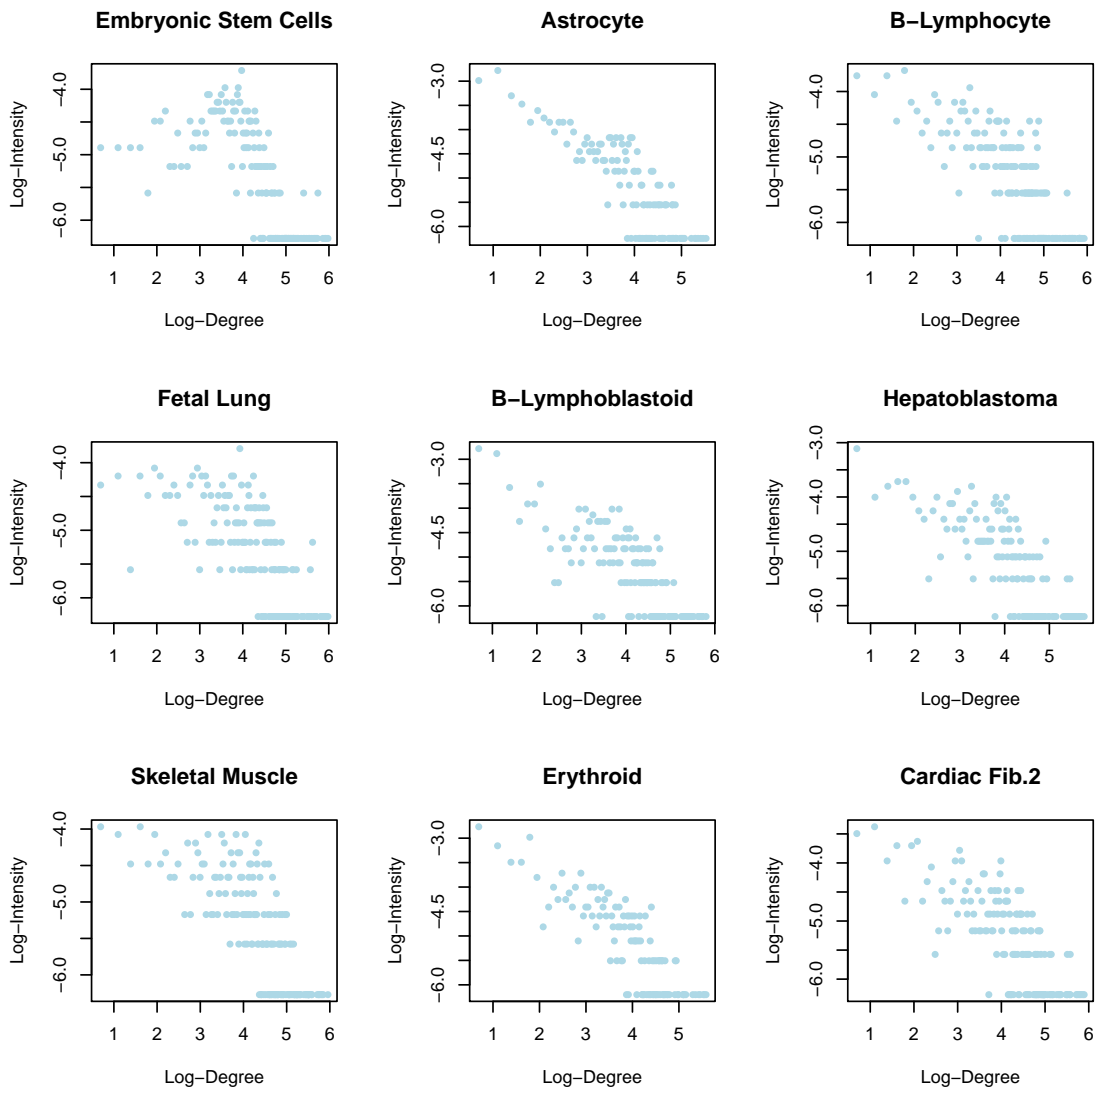 Embryonic Stem Cells
Log−Intensity
−4.0
−5.0
−6.0
1 2 3 4 5 6
Log−Degree
Astrocyte
Log−Intensity
−3.0
−4.5
−6.0
1 2 3 4 5
Log−Degree
B−Lymphocyte
Log−Intensity
−4.0
−5.0
−6.0
1 2 3 4 5 6
Log−Degree
Fetal Lung
Log−Intensity
−4.0
−5.0
−6.0
1 2 3 4 5 6
Log−Degree
B−Lymphoblastoid
Log−Intensity
−3.0
−4.5
−6.0
1 2 3 4 5 6
Log−Degree
Hepatoblastoma
Log−Intensity
−3.0
−4.0
−5.0
−6.0
1 2 3 4 5
Log−Degree
Skeletal Muscle
Log−Intensity
−4.0
−5.0
−6.0
1 2 3 4 5 6
Log−Degree
Erythroid
Log−Intensity
−3.0
−4.5
−6.0
1 2 3 4 5
Log−Degree
Cardiac Fib.2
Log−Intensity
−4.0
−5.0
−6.0
1 2 3 4 5 6
Log−Degree